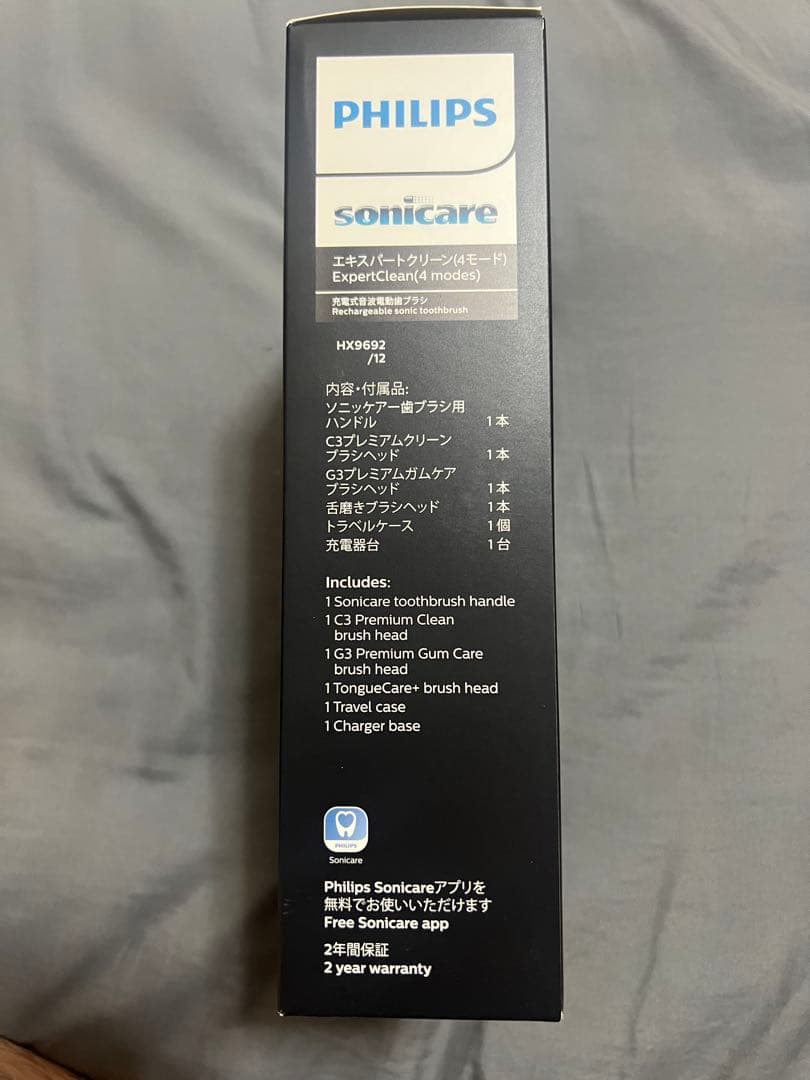 PHILIPS
sonicare
エキスパートクリーン(4モード)
ExpertClean(4 modes)
充電式音波電動歯ブラシ
Rechargeable sonic toothbrush
HX9692
/12
内容・付属品:
ソニッケアー歯ブラシ用
ハンドル 1本
C3プレミアムクリーン
ブラシヘッド 1本
G3プレミアムガムケア
ブラシヘッド 1本
舌磨きブラシヘッド 1本
トラベルケース 1個
充電器台 1台
Includes:
1 Sonicare toothbrush handle
1 C3 Premium Clean
brush head
1 G3 Premium Gum Care
brush head
1 TongueCare+ brush head
1 Travel case
1 Charger base
PHILIPS
Sonicare
Philips Sonicareアプリを
無料でお使いいただけます
Free Sonicare app
2年間保証
2 year warranty